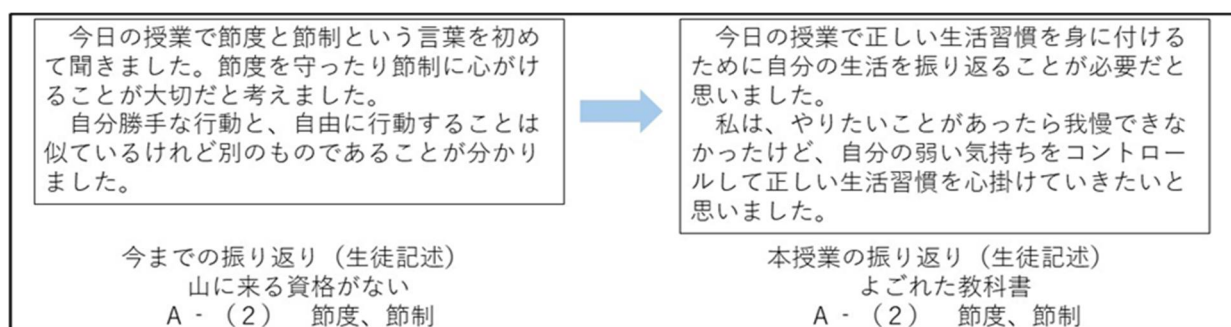 今日の授業で節度と節制という言葉を初め
て聞きました。節度を守ったり節制に心がけ
ることが大切だと考えました。
自分勝手な行動と、自由に行動することは
似ているけれど別のものであることが分かり
ました。
今までの振り返り（生徒記述）
山に来る資格がない
A - （2） 節度、節制
今日の授業で正しい生活習慣を身に付ける
ために自分の生活を振り返ることが必要だと
思いました。
私は、やりたいことがあったら我慢できな
かったけど、自分の弱い気持ちをコントロー
ルして正しい生活習慣を心掛けていきたいと
思いました。
本授業の振り返り（生徒記述）
よごれた教科書
A - （2） 節度、節制